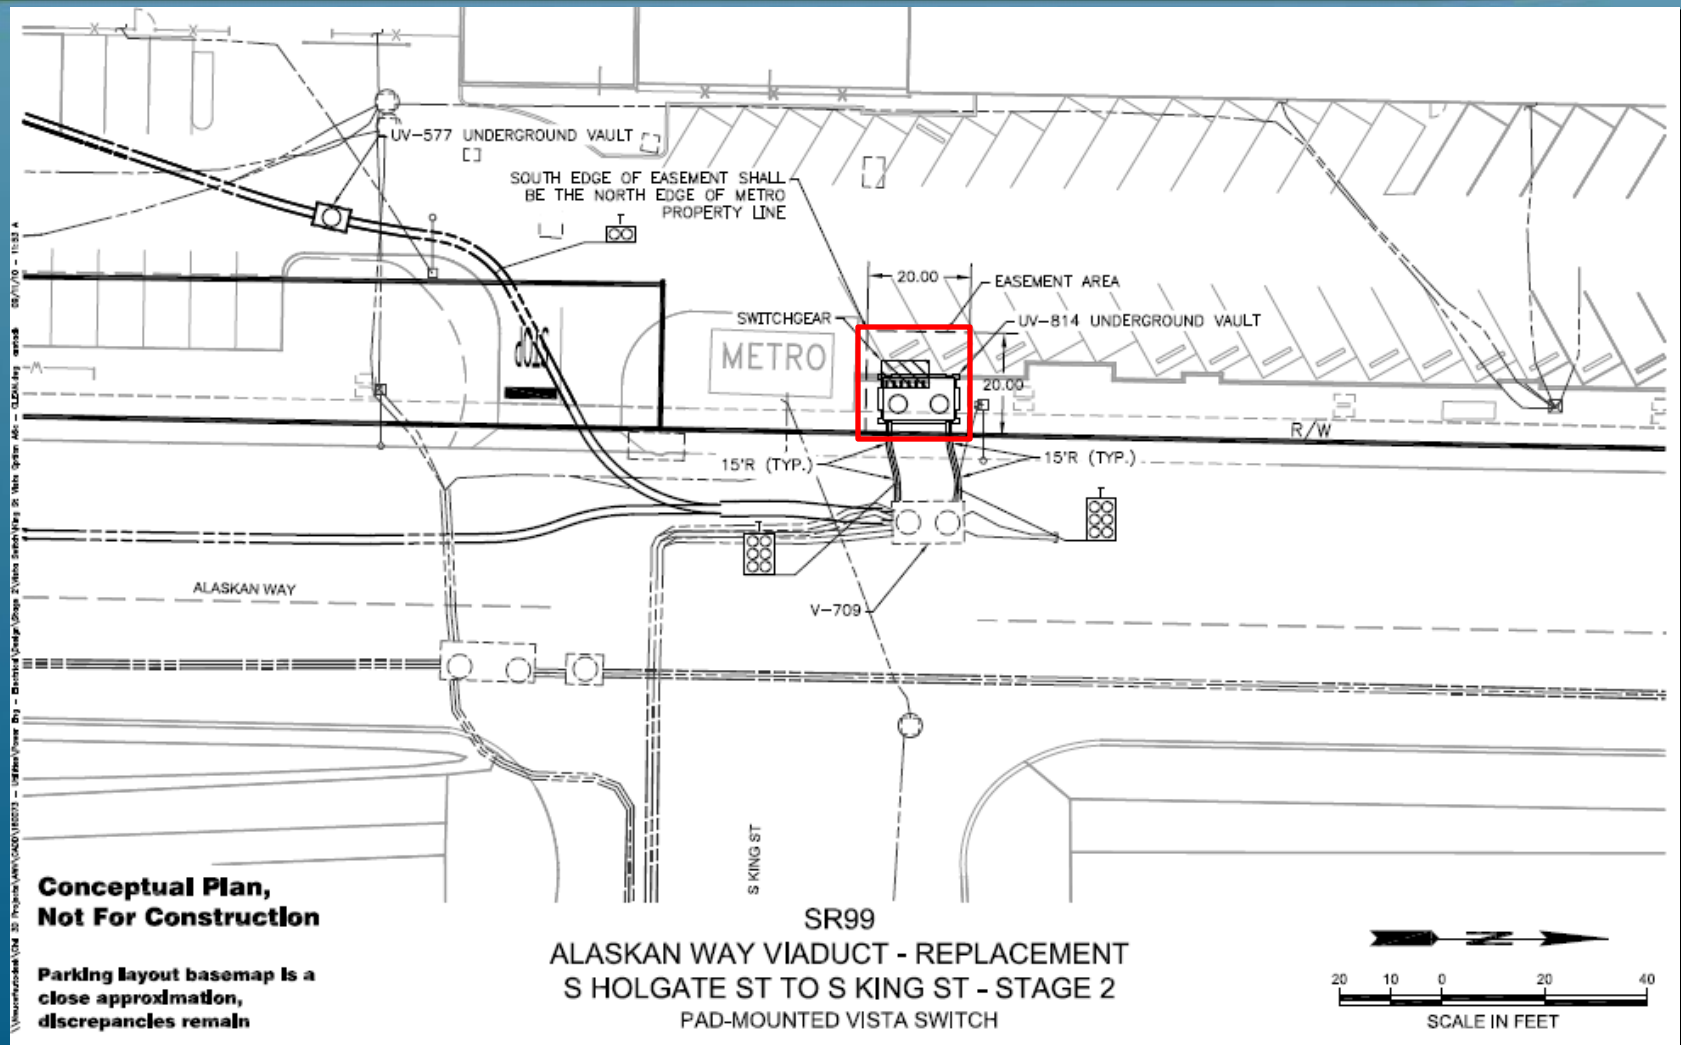 UV-577 UNDERGROUND VAULT
SOUTH EDGE OF EASEMENT SHALL
BE THE NORTH EDGE OF METRO
PROPERTY LINE
T
20.00
EASEMENT AREA
SWITCHGEAR
UV-814 UNDERGROUND VAULT
METRO
20.00
R/W
15'R (TYP.)
15'R (TYP.)
T
T
ALASKAN WAY
V-709
S KING ST
Conceptual Plan,
Not For Construction
Parking layout basemap is a
close approximation,
discrepancies remain
SR99
ALASKAN WAY VIADUCT - REPLACEMENT
S HOLGATE ST TO S KING ST - STAGE 2
PAD-MOUNTED VISTA SWITCH
N
20 10 0 20 40
SCALE IN FEET